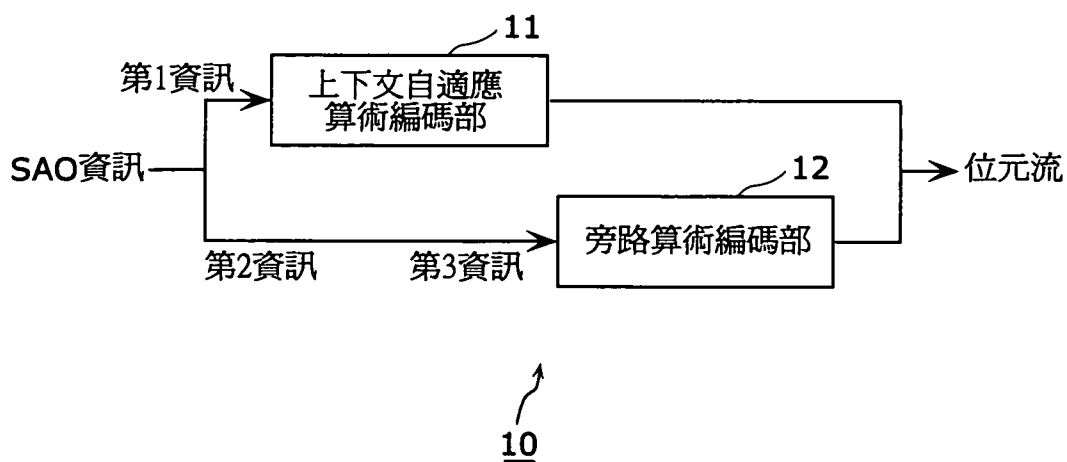 11
第1資訊
上下文自適應
算術編碼部
SAO資訊
12
位元流
旁路算術編碼部
第2資訊
第3資訊
10